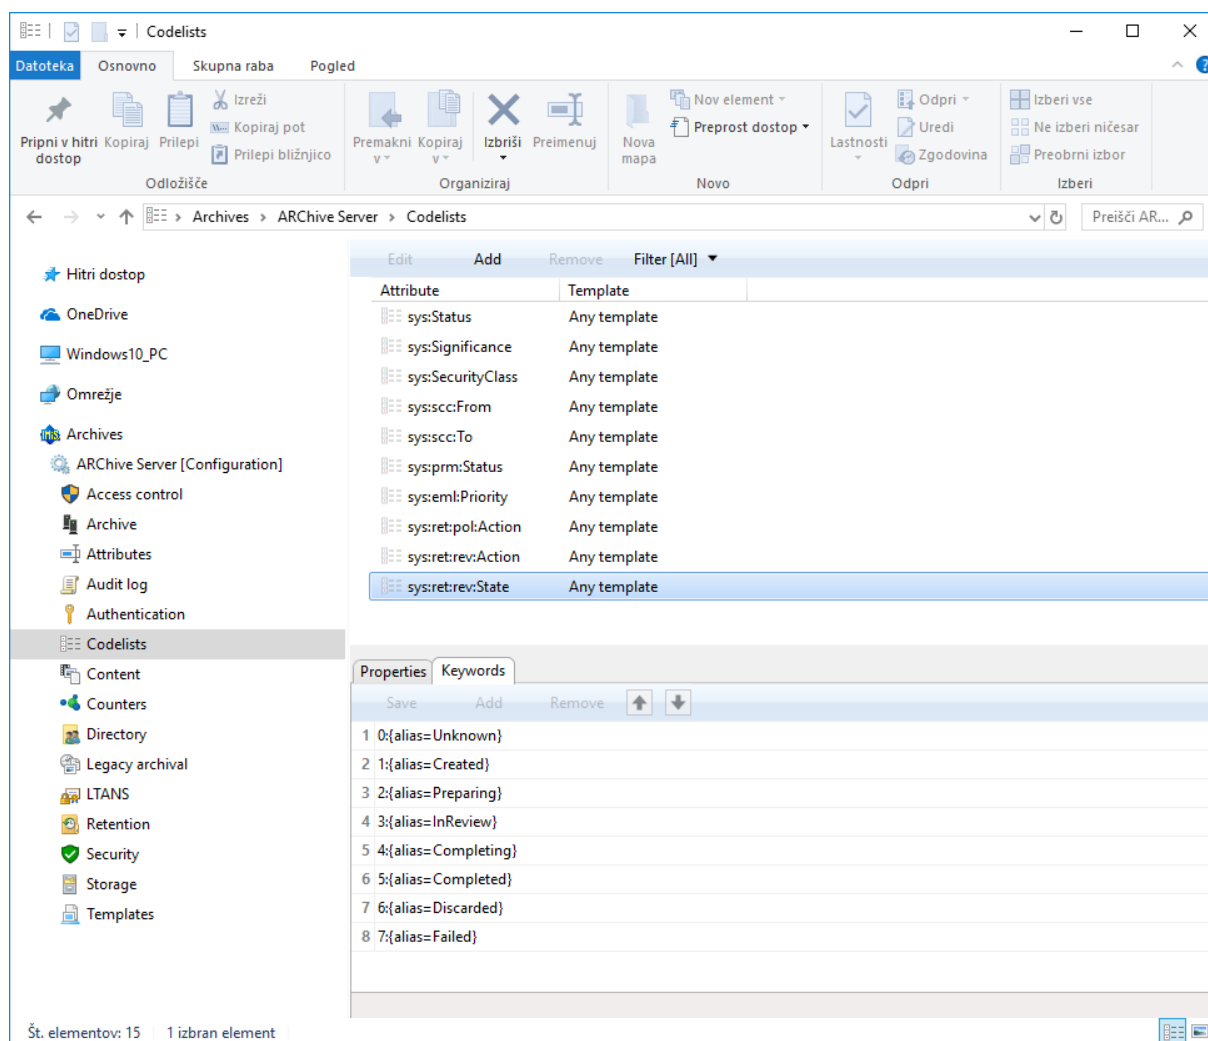 Codelists
Datoteka Osnovno Skupna raba Pogled
Pripni v hitri dostop Kopiraj Prilepi
Izreži
Kopiraj pot
Prilepi bližnjico
Odložišče
Premakni v Kopiraj v Izbriši Preimenuj
Organiziraj
Nova mapa
Nov element
Preprost dostop
Novo
Lastnosti
Odpri
Uredi
Zgodovina
Odpri
Izberi vse
Ne izberi ničesar
Preobrni izbor
Izberi
Archives > ARChive Server > Codelists
Preišči AR...
Hitri dostop
OneDrive
Windows10_PC
Omrežje
Archives
ARChive Server [Configuration]
Access control
Archive
Attributes
Audit log
Authentication
Codelists
Content
Counters
Directory
Legacy archival
LTANS
Retention
Security
Storage
Templates
Edit Add Remove Filter [All]
Attribute Template
sys:Status Any template
sys:Significance Any template
sys:SecurityClass Any template
sys:scc:From Any template
sys:scc:To Any template
sys:prm:Status Any template
sys:eml:Priority Any template
sys:ret:pol:Action Any template
sys:ret:rev:Action Any template
sys:ret:rev:State Any template
Properties Keywords
Save Add Remove
1 0:{alias=Unknown}
2 1:{alias=Created}
3 2:{alias=Preparing}
4 3:{alias=InReview}
5 4:{alias=Completing}
6 5:{alias=Completed}
7 6:{alias=Discarded}
8 7:{alias=Failed}
Št. elementov: 15 1 izbran element